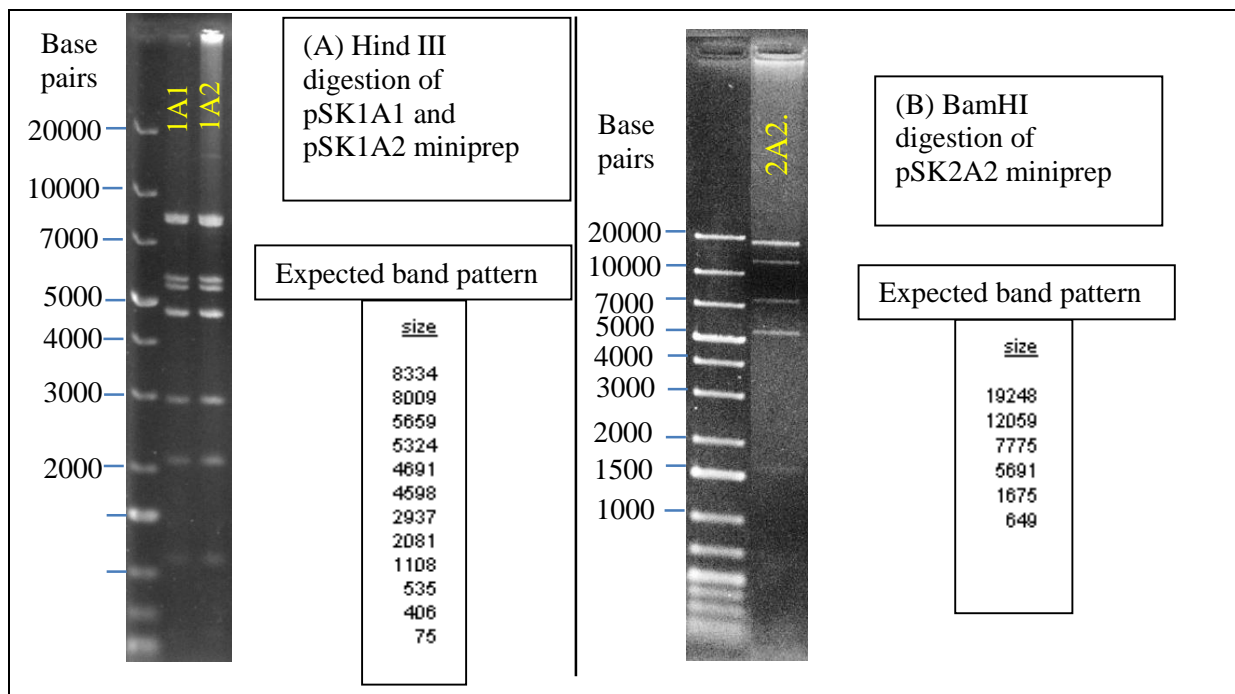 Base
pairs
20000
10000
7000
5000
4000
3000
2000
1A1
1A2
(A) Hind III
digestion of
pSK1A1 and
pSK1A2 miniprep
Expected band pattern
size
8334
8009
5659
5324
4691
4598
2937
2081
1108
535
406
75
Base
pairs
20000
10000
7000
5000
4000
3000
2000
1500
1000
2A2.
(B) BamHI
digestion of
pSK2A2 miniprep
Expected band pattern
size
19248
12059
7775
5691
1675
649